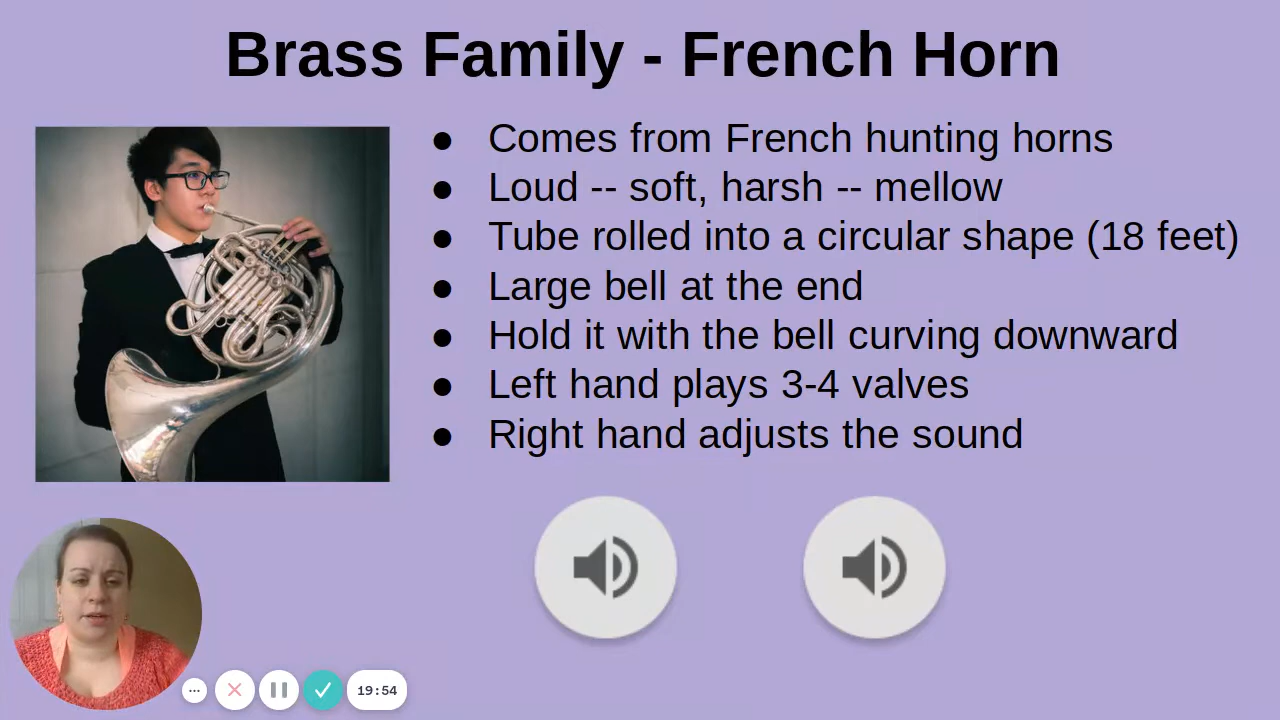 Brass Family - French Horn
● Comes from French hunting horns
● Loud -- soft, harsh -- mellow
● Tube rolled into a circular shape (18 feet)
● Large bell at the end
● Hold it with the bell curving downward
● Left hand plays 3-4 valves
● Right hand adjusts the sound
19:54